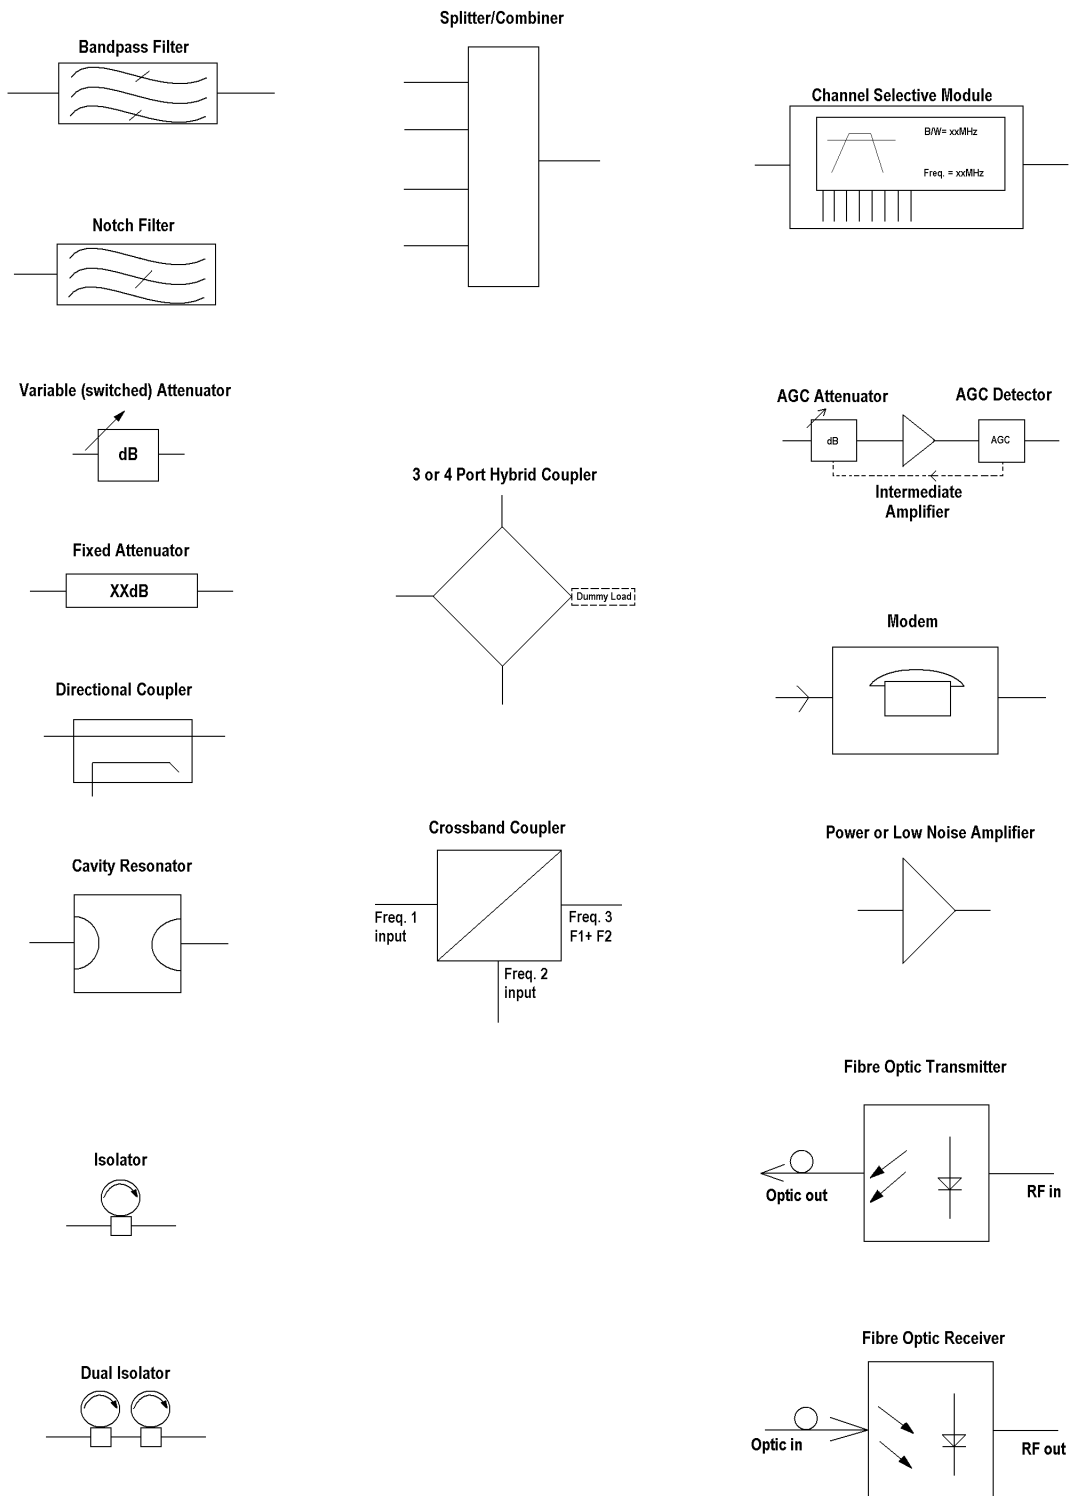 Splitter/Combiner
Bandpass Filter
Channel Selective Module
B/W= xxMHz
Freq. = xxMHz
Notch Filter
Variable (switched) Attenuator
dB
AGC Attenuator
AGC Detector
dB
AGC
Intermediate
Amplifier
3 or 4 Port Hybrid Coupler
Dummy Load
Fixed Attenuator
XXdB
Modem
Directional Coupler
Crossband Coupler
Freq. 1
input
Freq. 3
F1+ F2
Freq. 2
input
Power or Low Noise Amplifier
Cavity Resonator
Fibre Optic Transmitter
Optic out
RF in
Isolator
Fibre Optic Receiver
Optic in
RF out
Dual Isolator